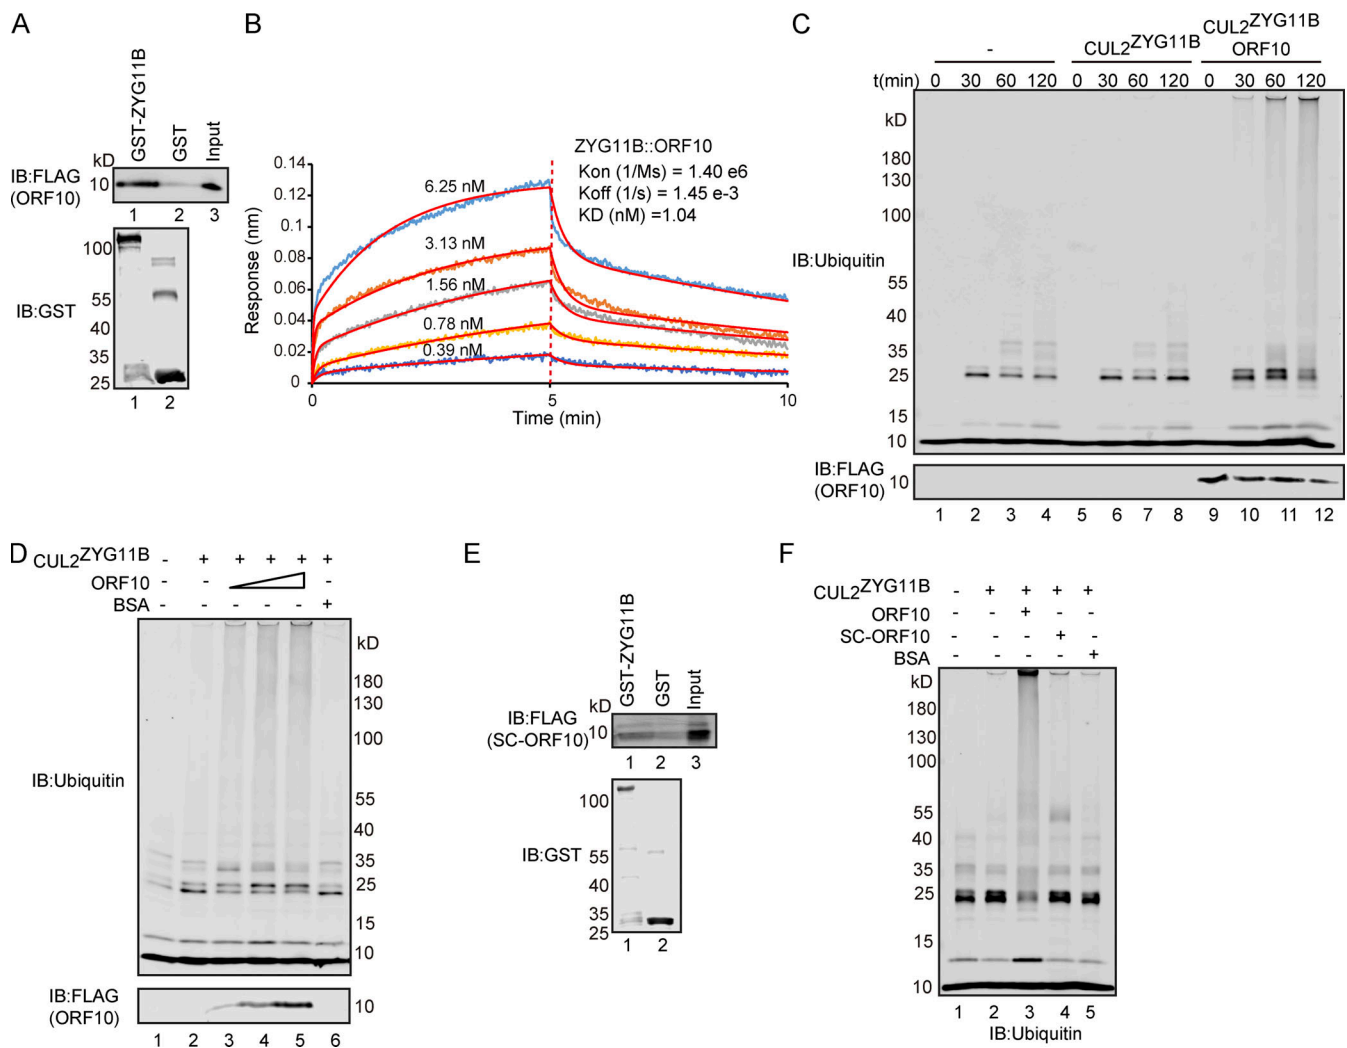 A
GST-ZYG11B
GST
Input
kD
IB:FLAG
(ORF10)
10
1 2 3
100
55
40
35
25
IB:GST
1 2
B
Response (nm)
0.14
0.12
0.1
0.08
0.06
0.04
0.02
0
6.25 nM
3.13 nM
1.56 nM
0.78 nM
0.39 nM
ZYG11B::ORF10
Kon (1/Ms) = 1.40 e6
Koff (1/s) = 1.45 e-3
KD (nM) =1.04
0 5 10
Time (min)
C
- CUL2ZYG11B CUL2ZYG11B
ORF10
t(min) 0 30 60 120 0 30 60 120 0 30 60 120
kD
180
130
100
IB:Ubiquitin
55
40
35
25
15
10
IB:FLAG
(ORF10)
10
1 2 3 4 5 6 7 8 9 10 11 12
D
CUL2ZYG11B - + + + + +
ORF10 - - -
BSA - - - - - +
kD
180
130
100
IB:Ubiquitin
55
40
35
25
15
10
IB:FLAG
(ORF10)
10
1 2 3 4 5 6
E
GST-ZYG11B
GST
Input
kD
IB:FLAG
(SC-ORF10)
10
1 2 3
100
IB:GST
55
40
35
25
1 2
F
CUL2ZYG11B - + + + +
ORF10 - - + - -
SC-ORF10 - - - + -
BSA - - - - +
kD
180
130
100
55
40
35
25
15
10
1 2 3 4 5
IB:Ubiquitin